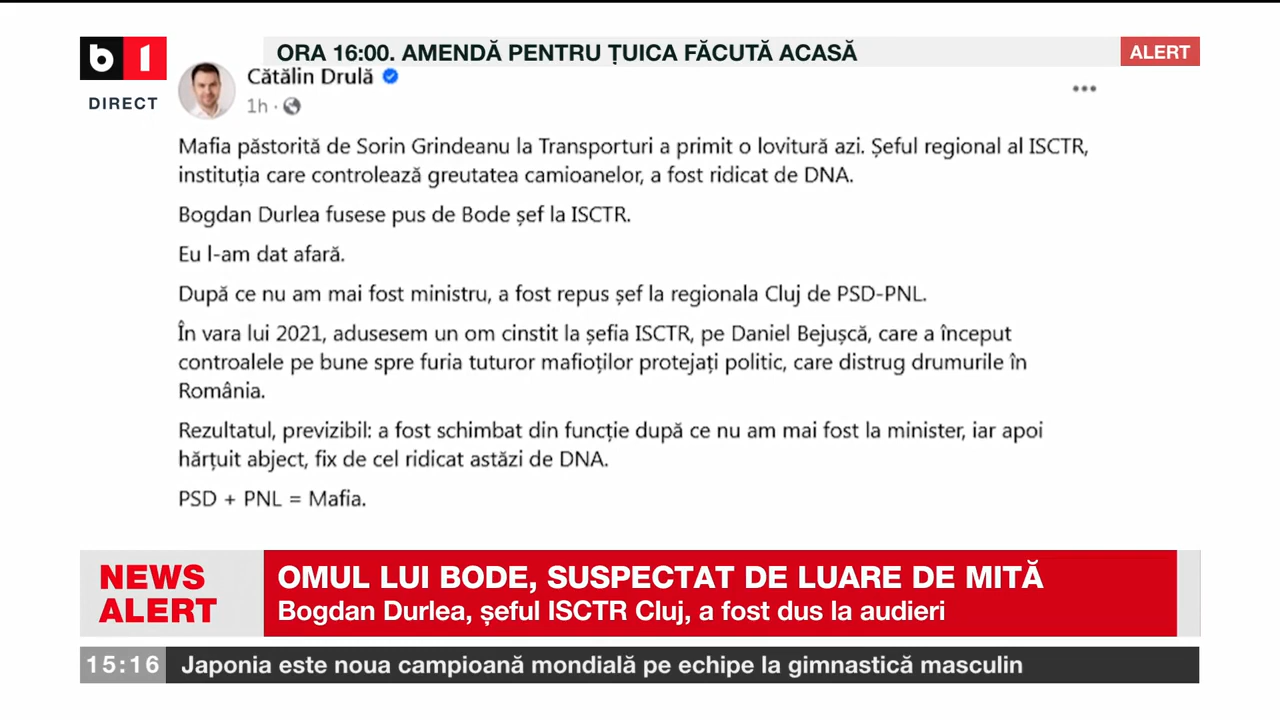 b1
DIRECT
ORA 16:00. AMENDĂ PENTRU ȚUICA FĂCUTĂ ACASĂ
ALERT
Cătălin Drulă
1h ·
Mafia păstorită de Sorin Grindeanu la Transporturi a primit o lovitură azi. Șeful regional al ISCTR,
instituția care controlează greutatea camioanelor, a fost ridicat de DNA.
Bogdan Durlea fusese pus de Bode șef la ISCTR.
Eu l-am dat afară.
După ce nu am mai fost ministru, a fost repus șef la regionala Cluj de PSD-PNL.
În vara lui 2021, adusesem un om cinstit la șefia ISCTR, pe Daniel Bejușcă, care a început
controalele pe bune spre furia tuturor mafioților protejați politic, care distrug drumurile în
România.
Rezultatul, previzibil: a fost schimbat din funcție după ce nu am mai fost la minister, iar apoi
hărțuit abject, fix de cel ridicat astăzi de DNA.
PSD + PNL = Mafia.
NEWS
ALERT
OMUL LUI BODE, SUSPECTAT DE LUARE DE MITĂ
Bogdan Durlea, șeful ISCTR Cluj, a fost dus la audieri
15:16 Japonia este noua campioană mondială pe echipe la gimnastică masculin